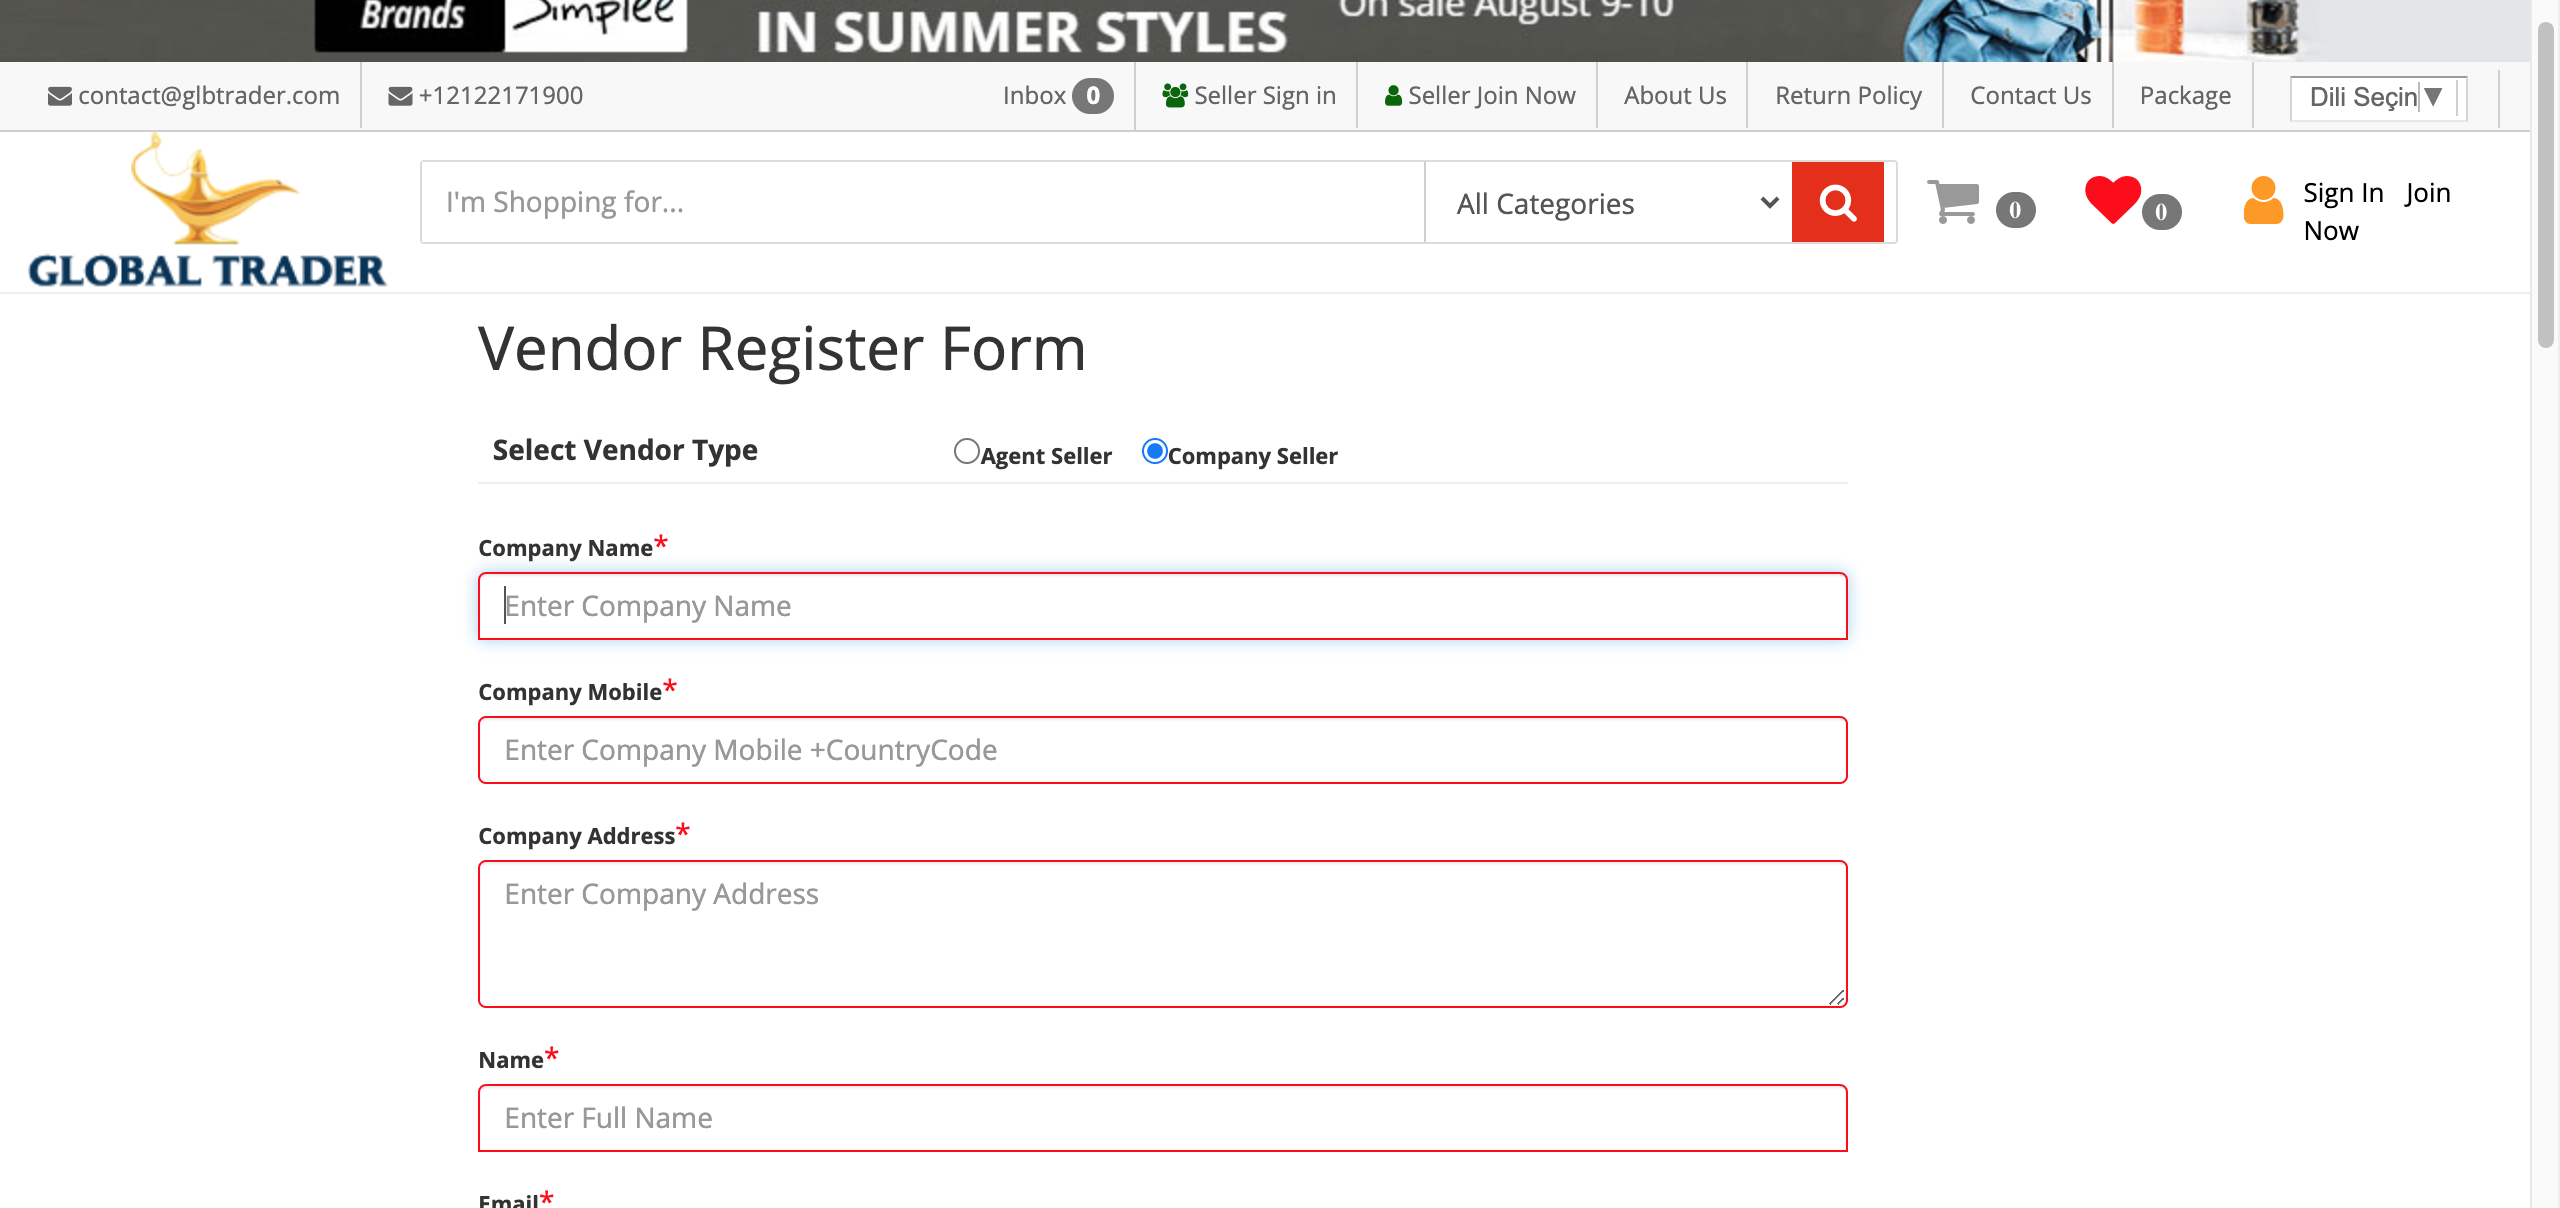 Brands Simplee
IN SUMMER STYLES
On sale August 9-10
contact@glbtrader.com +12122171900 Inbox 0 Seller Sign in Seller Join Now About Us Return Policy Contact Us Package Dili Seçin▼
GLOBAL TRADER
I'm Shopping for...
All Categories
0
0
Sign In Join
Now
Vendor Register Form
Select Vendor Type Agent Seller Company Seller
Company Name*
Enter Company Name
Company Mobile*
Enter Company Mobile +CountryCode
Company Address*
Enter Company Address
Name*
Enter Full Name
Email*